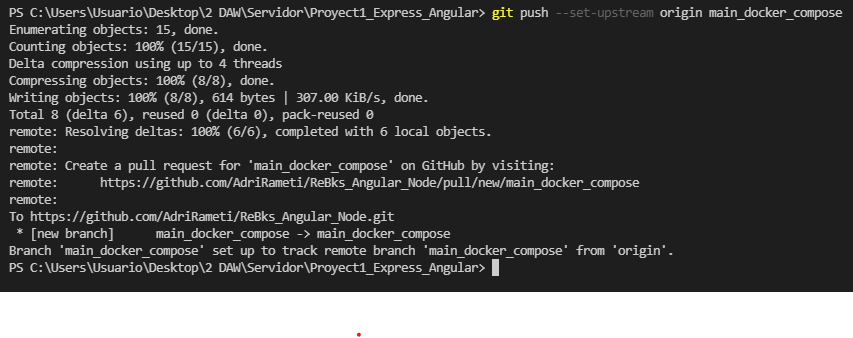 PS C:\Users\Usuario\Desktop\2 DAW\Servidor\Proyect1_Express_Angular> git push --set-upstream origin main_docker_compose
Enumerating objects: 15, done.
Counting objects: 100% (15/15), done.
Delta compression using up to 4 threads
Compressing objects: 100% (8/8), done.
Writing objects: 100% (8/8), 614 bytes | 307.00 KiB/s, done.
Total 8 (delta 6), reused 0 (delta 0), pack-reused 0
remote: Resolving deltas: 100% (6/6), completed with 6 local objects.
remote:
remote: Create a pull request for 'main_docker_compose' on GitHub by visiting:
remote:      https://github.com/AdriRameti/ReBks_Angular_Node/pull/new/main_docker_compose
remote:
To https://github.com/AdriRameti/ReBks_Angular_Node.git
 * [new branch]      main_docker_compose -> main_docker_compose
Branch 'main_docker_compose' set up to track remote branch 'main_docker_compose' from 'origin'.
PS C:\Users\Usuario\Desktop\2 DAW\Servidor\Proyect1_Express_Angular>